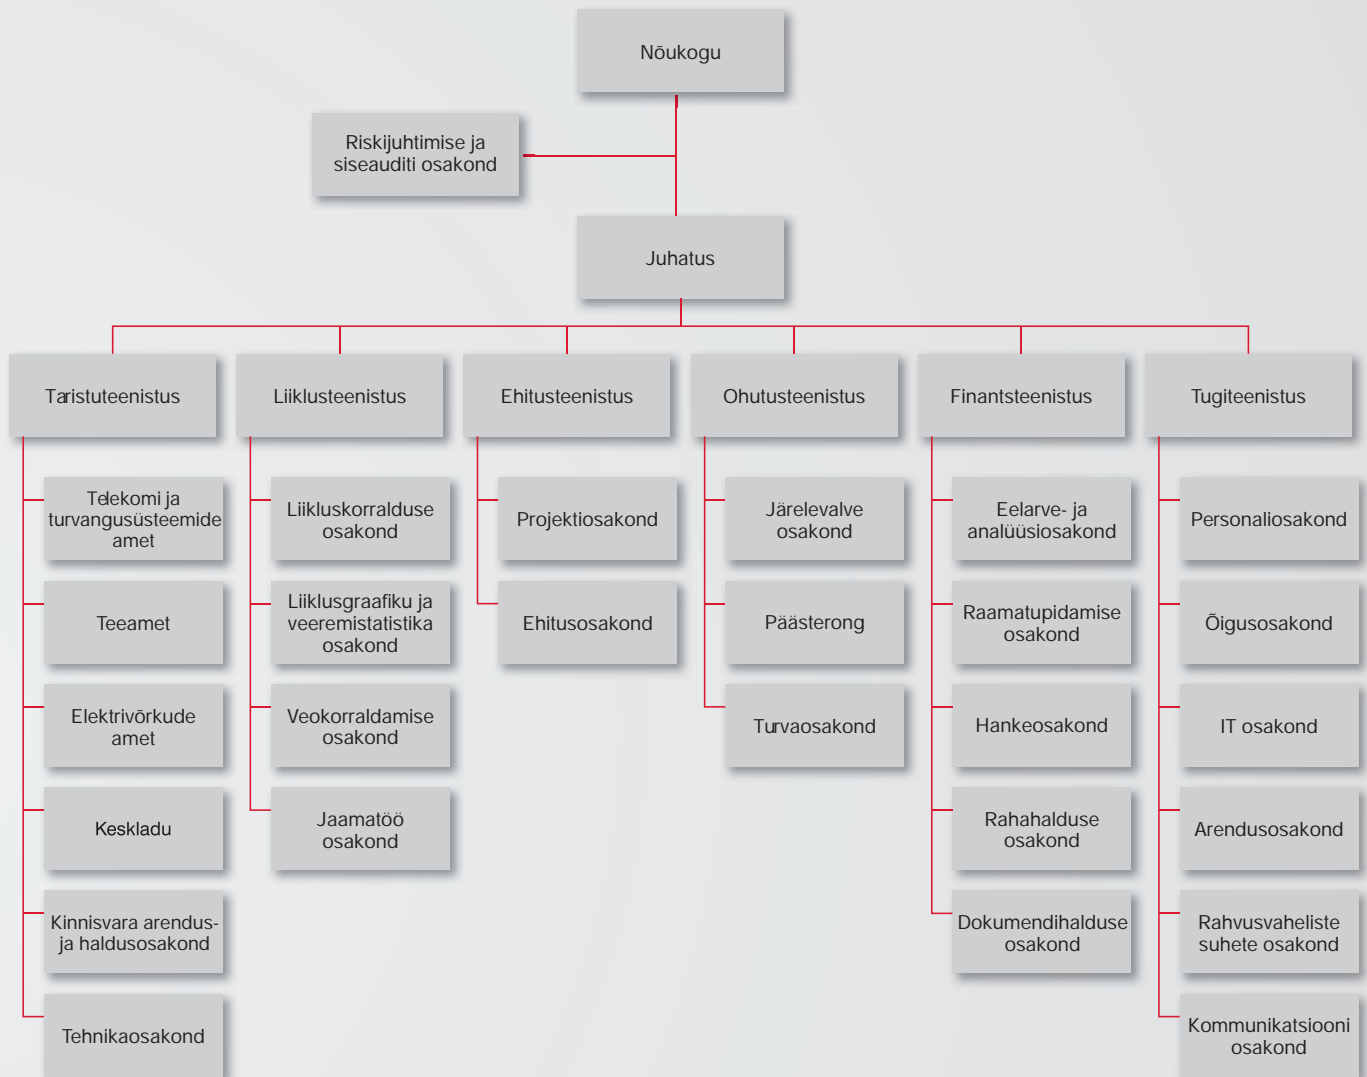 Nõukogu
Riskijuhtimise ja
siseauditi osakond
Juhatus
Taristuteenistus
Liiklusteenistus
Ehitusteenistus
Ohutusteenistus
Finantsteenistus
Tugiteenistus
Telekomi ja
turvangusüsteemide
amet
Teeamet
Elektrivõrkude
amet
Keskladu
Kinnisvara arendus-
ja haldusosakond
Tehnikaosakond
Liikluskorralduse
osakond
Liiklusgraafiku ja
veeremistatistika
osakond
Veokorraldamise
osakond
Jaamatöö
osakond
Projektiosakond
Ehitusosakond
Järelevalve
osakond
Päästerong
Turvaosakond
Eelarve- ja
analüüsiosakond
Raamatupidamise
osakond
Hankeosakond
Rahahalduse
osakond
Dokumendihalduse
osakond
Personaliosakond
Õigusosakond
IT osakond
Arendusosakond
Rahvusvaheliste
suhete osakond
Kommunikatsiooni
osakond